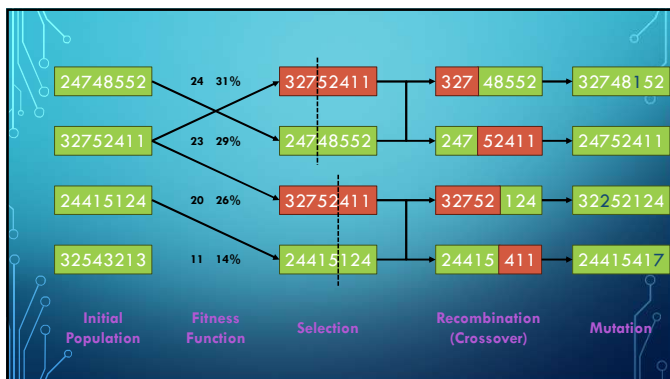 24748552 24 31% 32752411 327 48552 32748152
32752411 23 29% 24748552 247 52411 24752411
24415124 20 26% 32752411 32752 124 32252124
32543213 11 14% 24415124 24415 411 24415417
Initial Population
Fitness Function
Selection
Recombination (Crossover)
Mutation